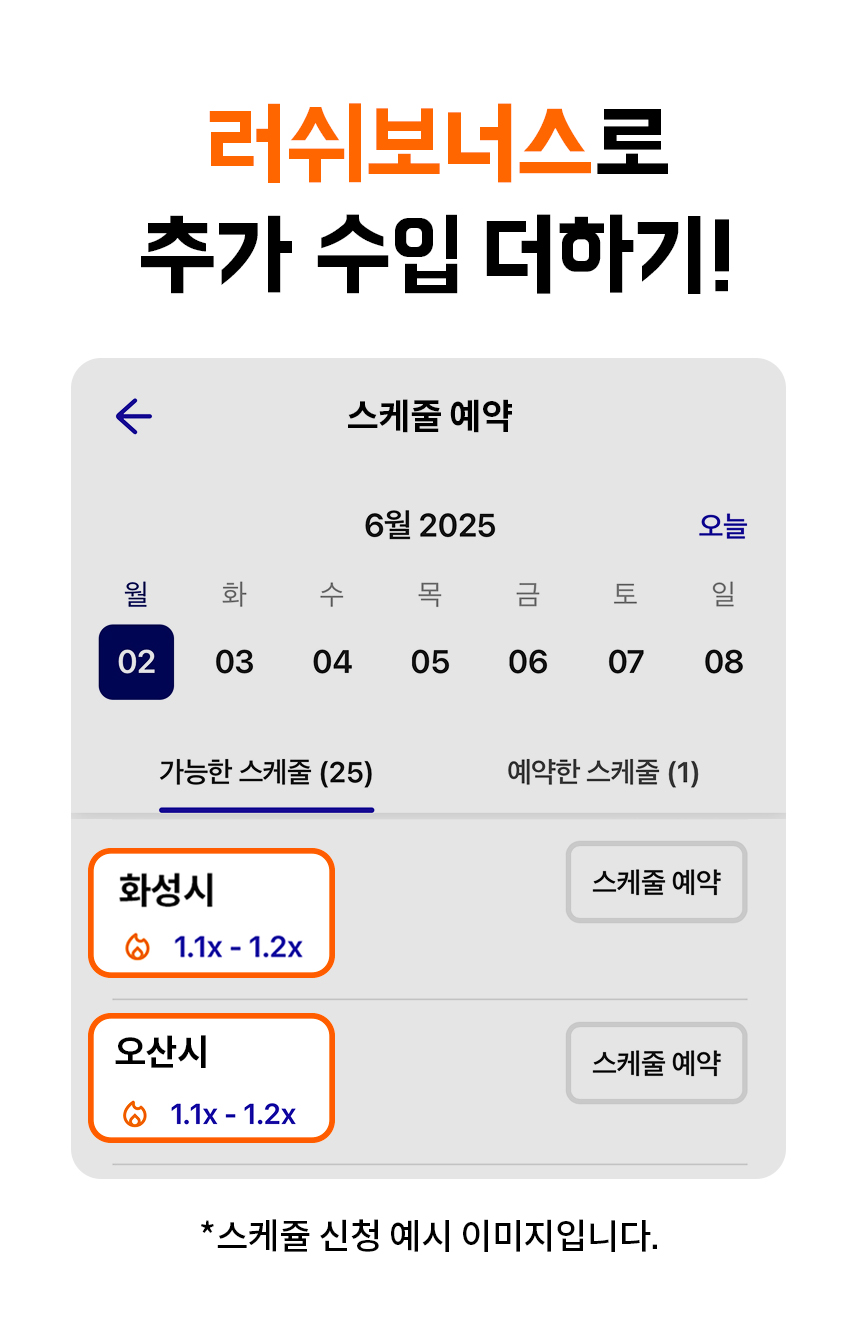 러쉬보너스로
추가 수입 더하기!
스케줄 예약
6월 2025 오늘
월 화 수 목 금 토 일
02 03 04 05 06 07 08
가능한 스케줄 (25) 예약한 스케줄 (1)
화성시 스케줄 예약
1.1x - 1.2x
오산시 스케줄 예약
1.1x - 1.2x
*스케쥴 신청 예시 이미지입니다.